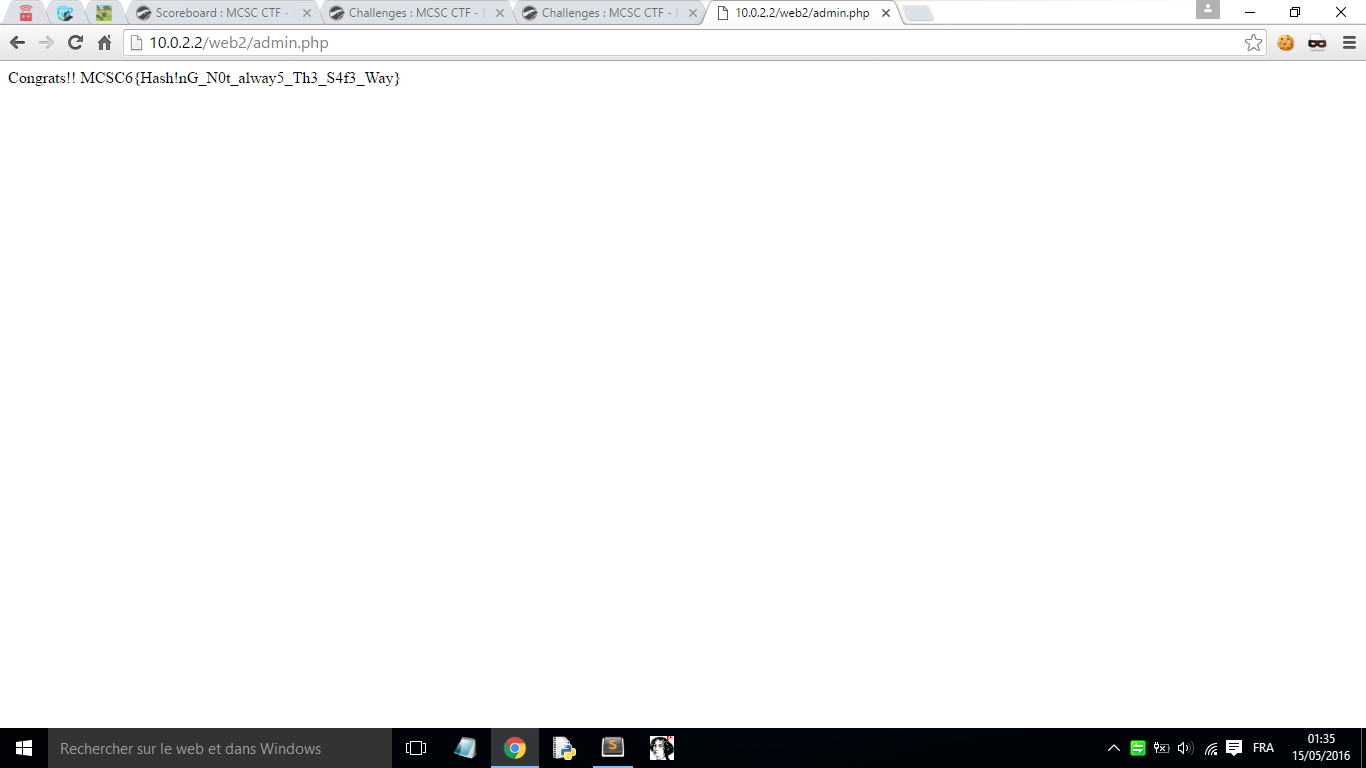 Scoreboard : MCSC CTF -
Challenges : MCSC CTF -
Challenges : MCSC CTF -
10.0.2.2/web2/admin.php
10.0.2.2/web2/admin.php
Congrats!! MCSC6{Hash!nG_N0t_alway5_Th3_S4f3_Way}
Rechercher sur le web et dans Windows
FRA
01:35
15/05/2016